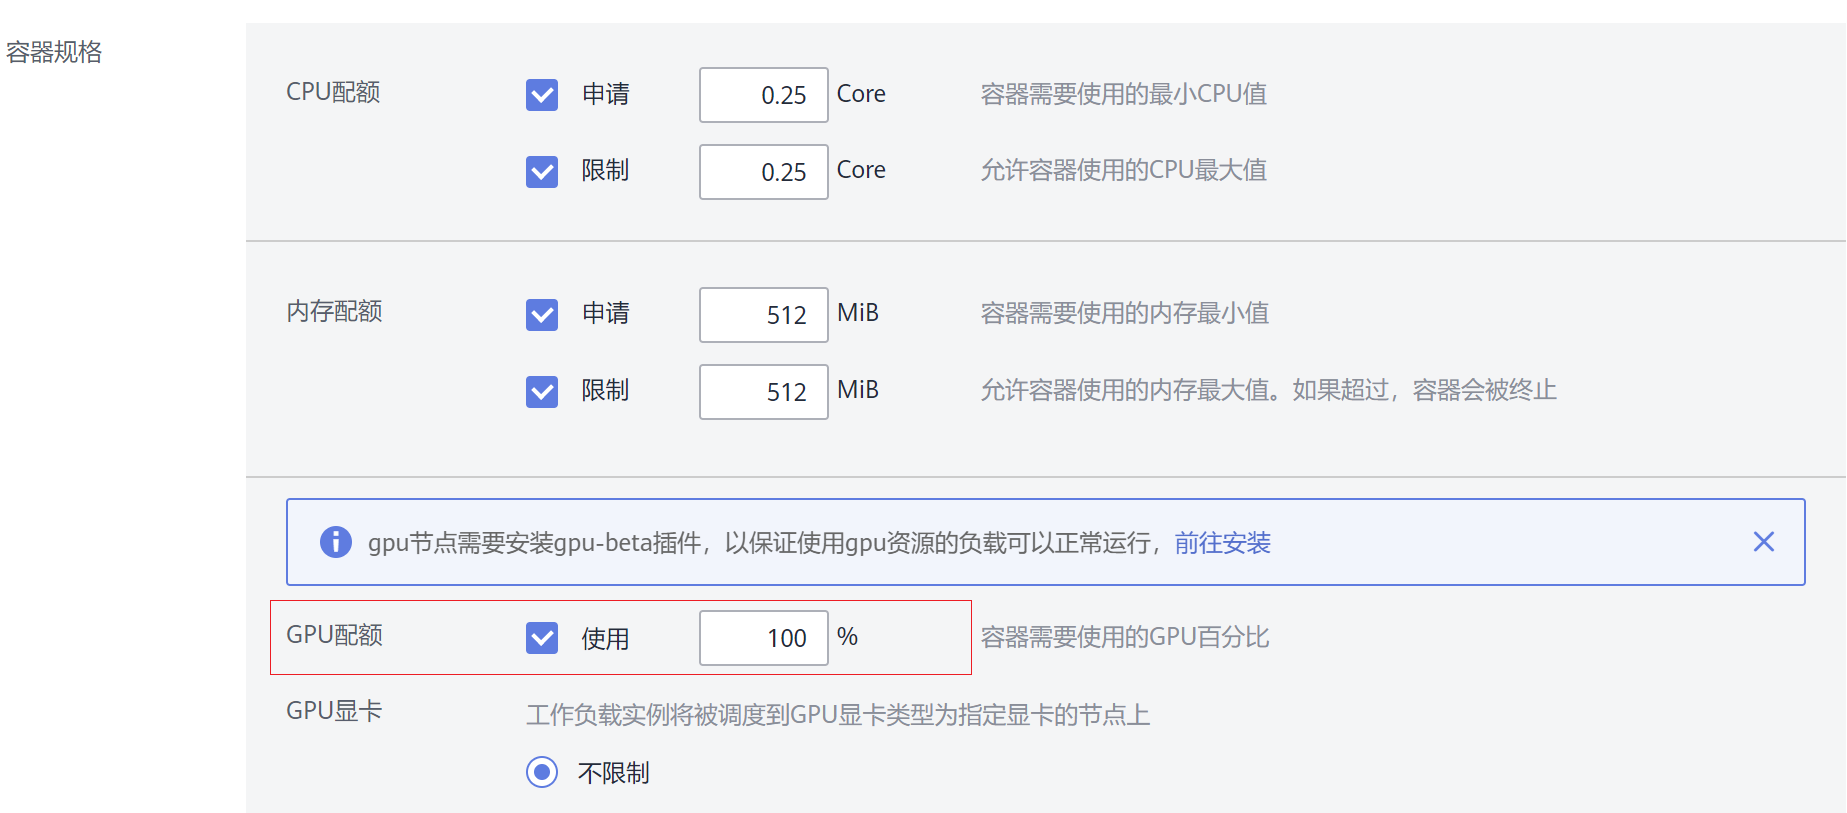 容器规格
CPU配额 申请 0.25 Core 容器需要使用的最小CPU值
限制 0.25 Core 允许容器使用的CPU最大值
内存配额 申请 512 MiB 容器需要使用的内存最小值
限制 512 MiB 允许容器使用的内存最大值。如果超过，容器会被终止
gpu节点需要安装gpu-beta插件，以保证使用gpu资源的负载可以正常运行，前往安装
GPU配额 使用 100 % 容器需要使用的GPU百分比
GPU显卡 工作负载实例将被调度到GPU显卡类型为指定显卡的节点上
不限制